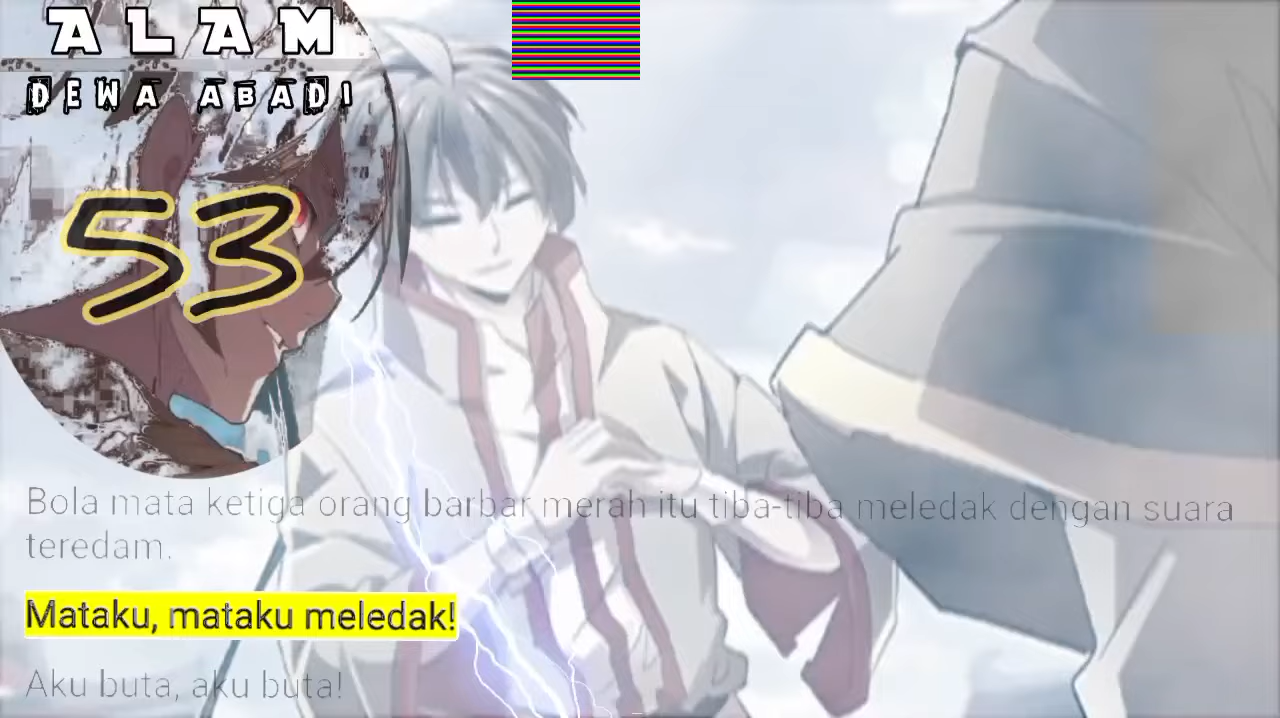 ALAM
DEWA ABADI
53
Bola mata ketiga orang barbar merah itu tiba-tiba meledak dengan suara
teredam.
Mataku, mataku meledak!
Aku buta, aku buta!